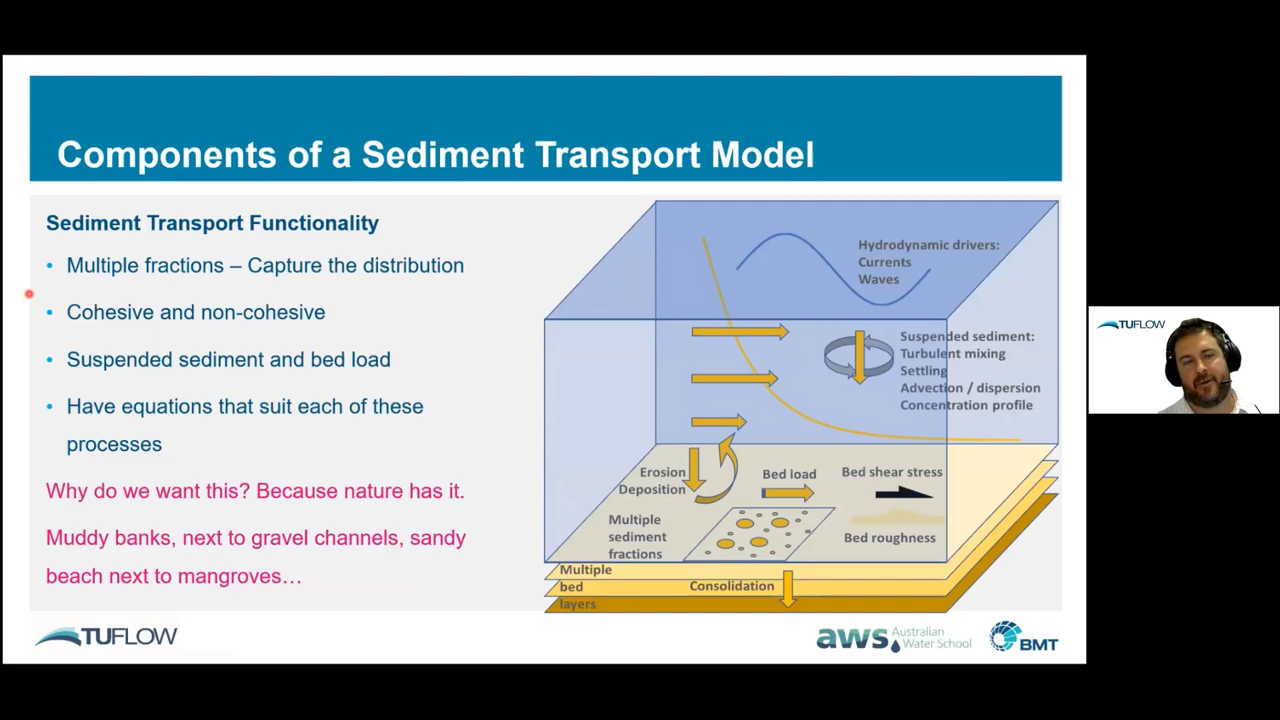 Components of a Sediment Transport Model
Sediment Transport Functionality
• Multiple fractions – Capture the distribution
• Cohesive and non-cohesive
• Suspended sediment and bed load
• Have equations that suit each of these
processes
Why do we want this? Because nature has it.
Muddy banks, next to gravel channels, sandy
beach next to mangroves…
Hydrodynamic drivers:
Currents
Waves
Suspended sediment:
Turbulent mixing
Settling
Advection / dispersion
Concentration profile
Erosion
Deposition
Bed load
Bed shear stress
Multiple
sediment
fractions
Bed roughness
Multiple
bed
layers
Consolidation
TUFLOW
aws Australian
Water School
BMT
TUFLOW